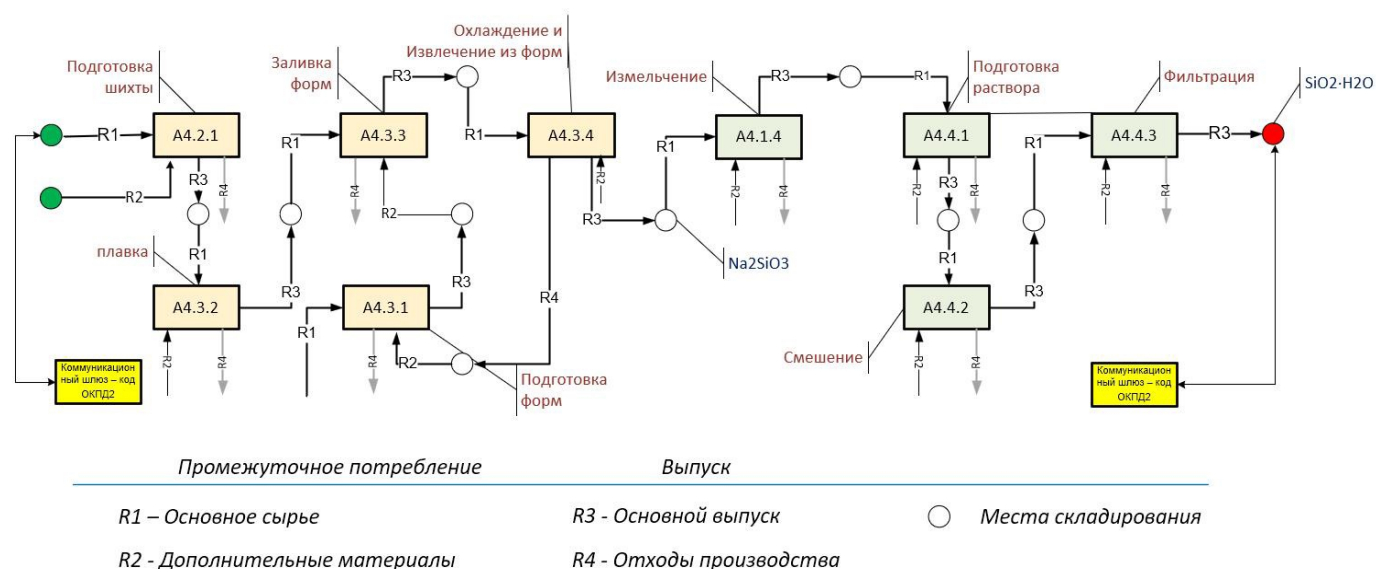 Охлаждение и
Извлечение из форм
Подготовка
шихты
Заливка
форм
Измельчение
Подготовка
раствора
Фильтрация
SiO2·H2O
R3
R3
R1
R1
A4.2.1
A4.3.3
R1
A4.3.4
R1
A4.1.4
A4.4.1
A4.4.3
R3
R1
R1
R2
R3
R4
R4
R2
R2
R3
R2
R4
R2
R3
R4
R1
R2
R4
R1
R1
плавка
Na2SiO3
R3
R3
R4
R3
A4.3.2
A4.3.1
A4.4.2
R1
R2
R4
R4
R2
R2
R4
Смешение
Коммуникацион
ный шлюз – код
ОКПД2
Подготовка
форм
Коммуникацион
ный шлюз – код
ОКПД2
Промежуточное потребление
Выпуск
R1 – Основное сырье
R3 - Основной выпуск
Места складирования
R2 - Дополнительные материалы
R4 - Отходы производства